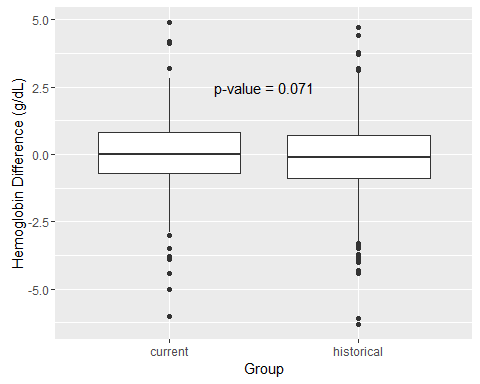 5.0
2.5
0.0
-2.5
-5.0
Hemoglobin Difference (g/dL)
p-value = 0.071
current
historical
Group